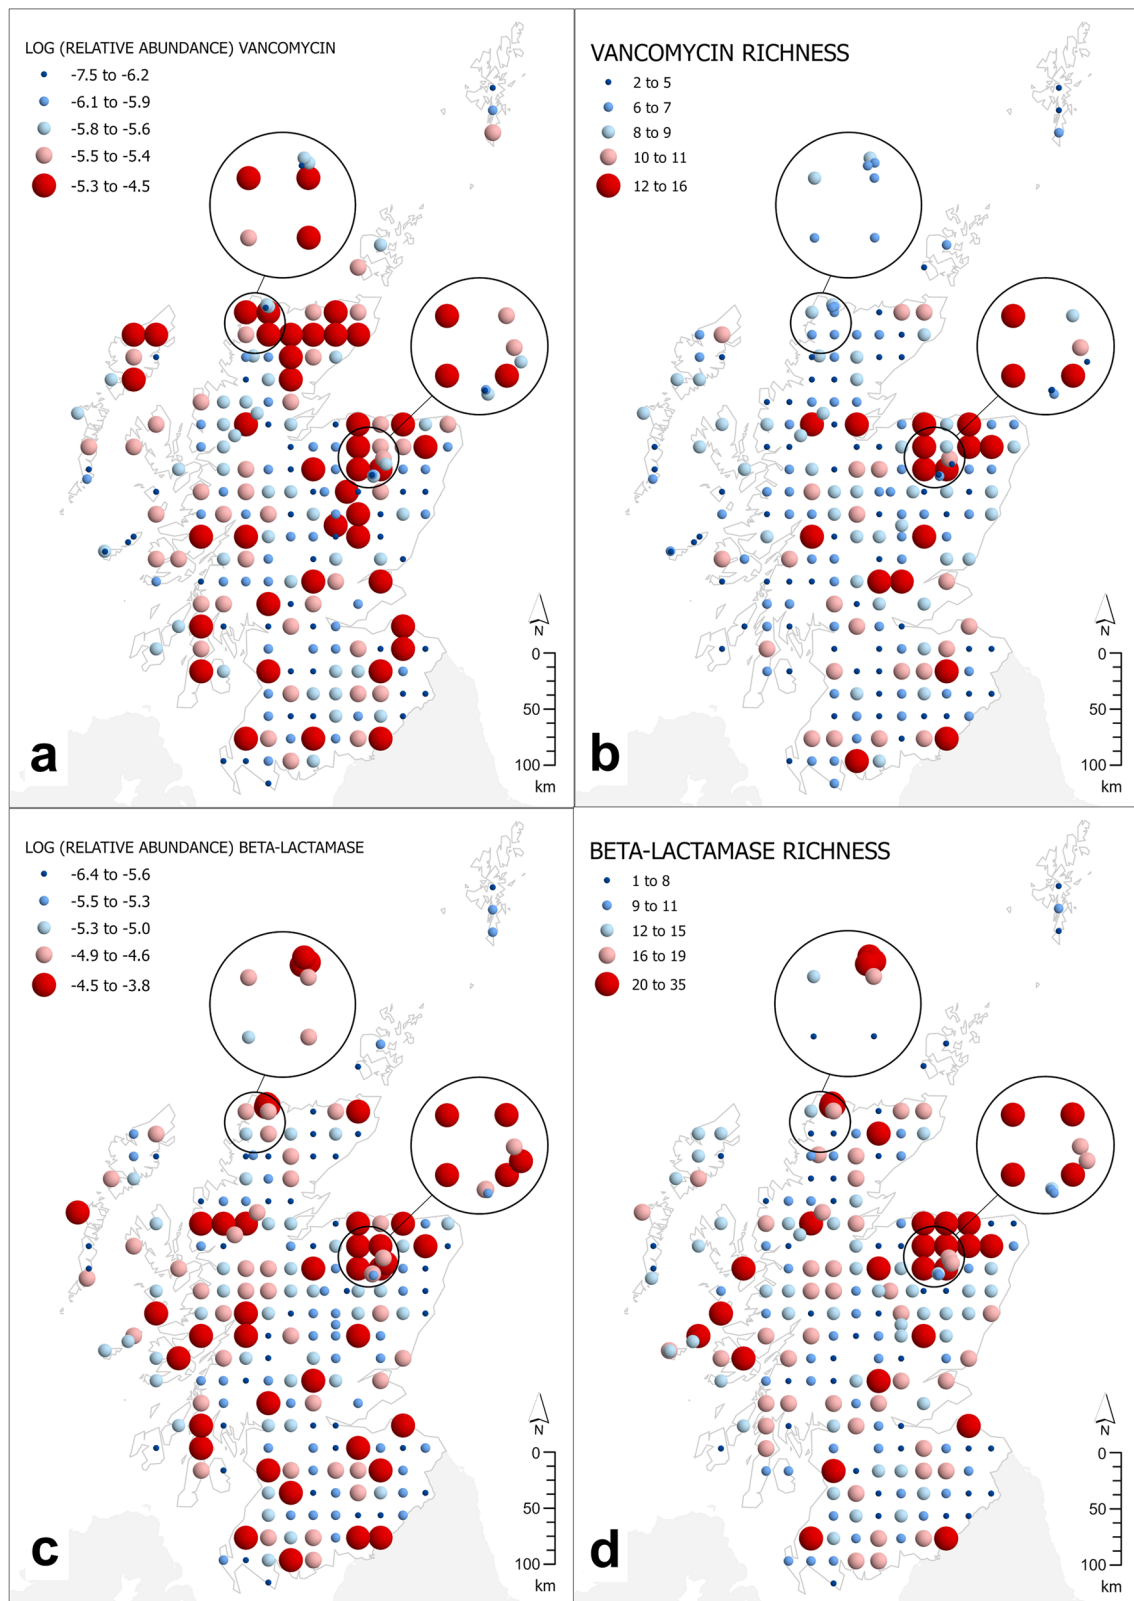 LOG (RELATIVE ABUNDANCE) VANCOMYCIN
-7.5 to -6.2
-6.1 to -5.9
-5.8 to -5.6
-5.5 to -5.4
-5.3 to -4.5
N
0
50
100
km
a
VANCOMYCIN RICHNESS
2 to 5
6 to 7
8 to 9
10 to 11
12 to 16
N
0
50
100
km
b
LOG (RELATIVE ABUNDANCE) BETA-LACTAMASE
-6.4 to -5.6
-5.5 to -5.3
-5.3 to -5.0
-4.9 to -4.6
-4.5 to -3.8
N
0
50
100
km
c
BETA-LACTAMASE RICHNESS
1 to 8
9 to 11
12 to 15
16 to 19
20 to 35
N
0
50
100
km
d